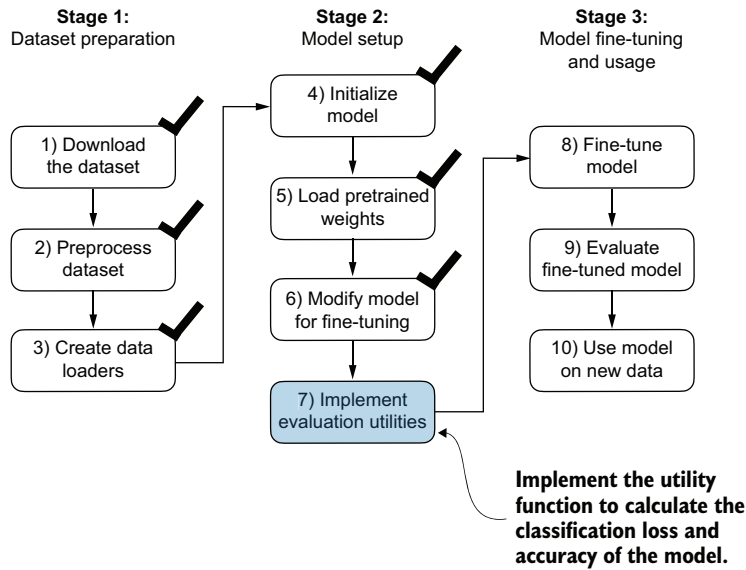 Stage 1:
Dataset preparation
1) Download
the dataset
2) Preprocess
dataset
3) Create data
loaders
Stage 2:
Model setup
4) Initialize
model
5) Load pretrained
weights
6) Modify model
for fine-tuning
7) Implement
evaluation utilities
Stage 3:
Model fine-tuning
and usage
8) Fine-tune
model
9) Evaluate
fine-tuned model
10) Use model
on new data
Implement the utility
function to calculate the
classification loss and
accuracy of the model.